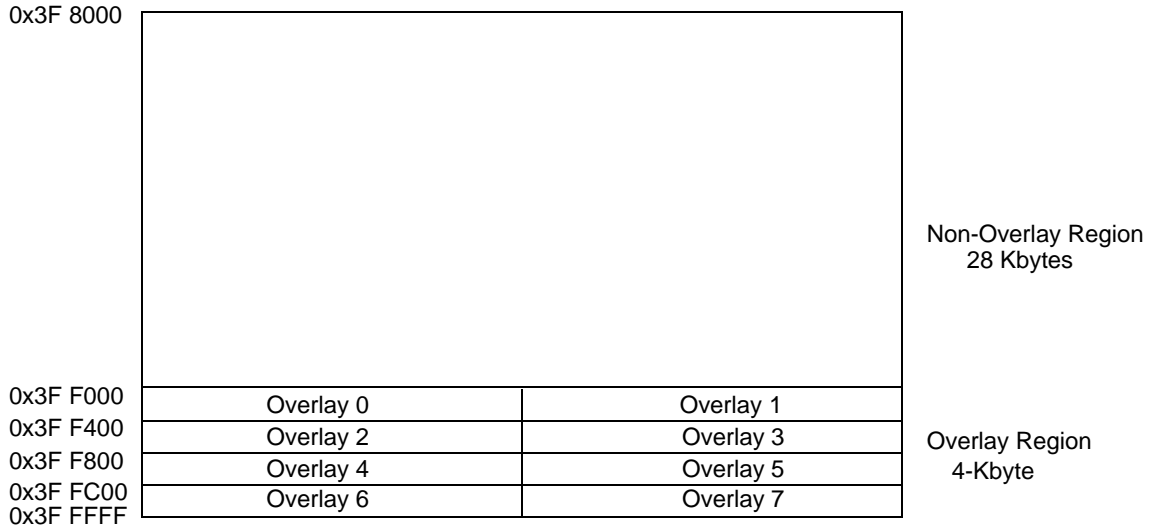 0x3F 8000
Non-Overlay Region
28 Kbytes
0x3F F000
Overlay 0
Overlay 1
0x3F F400
Overlay 2
Overlay 3
Overlay Region
4-Kbyte
0x3F F800
Overlay 4
Overlay 5
0x3F FC00
Overlay 6
Overlay 7
0x3F FFFF